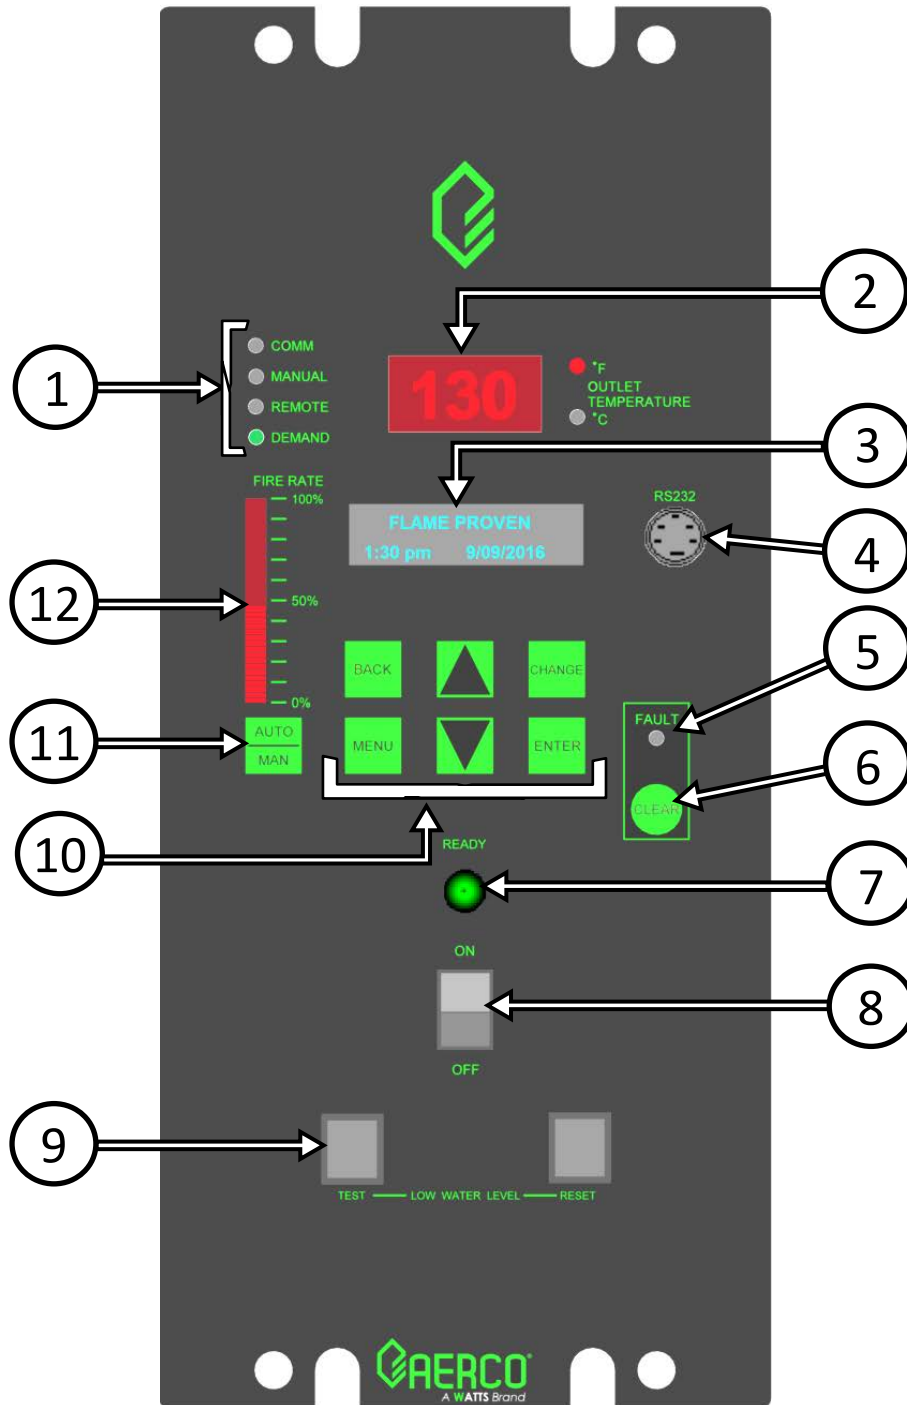 2
COMM
MANUAL
REMOTE
DEMAND
1
130
°F
OUTLET
TEMPERATURE
°C
3
FIRE RATE
100%
50%
0%
FLAME PROVEN
1:30 pm 9/09/2016
RS232
4
12
BACK
CHANGE
MENU
ENTER
5
FAULT
11
AUTO
MAN
6
CLEAR
10
READY
7
ON
OFF
8
9
TEST LOW WATER LEVEL RESET
AERCO®
A WATTS Brand